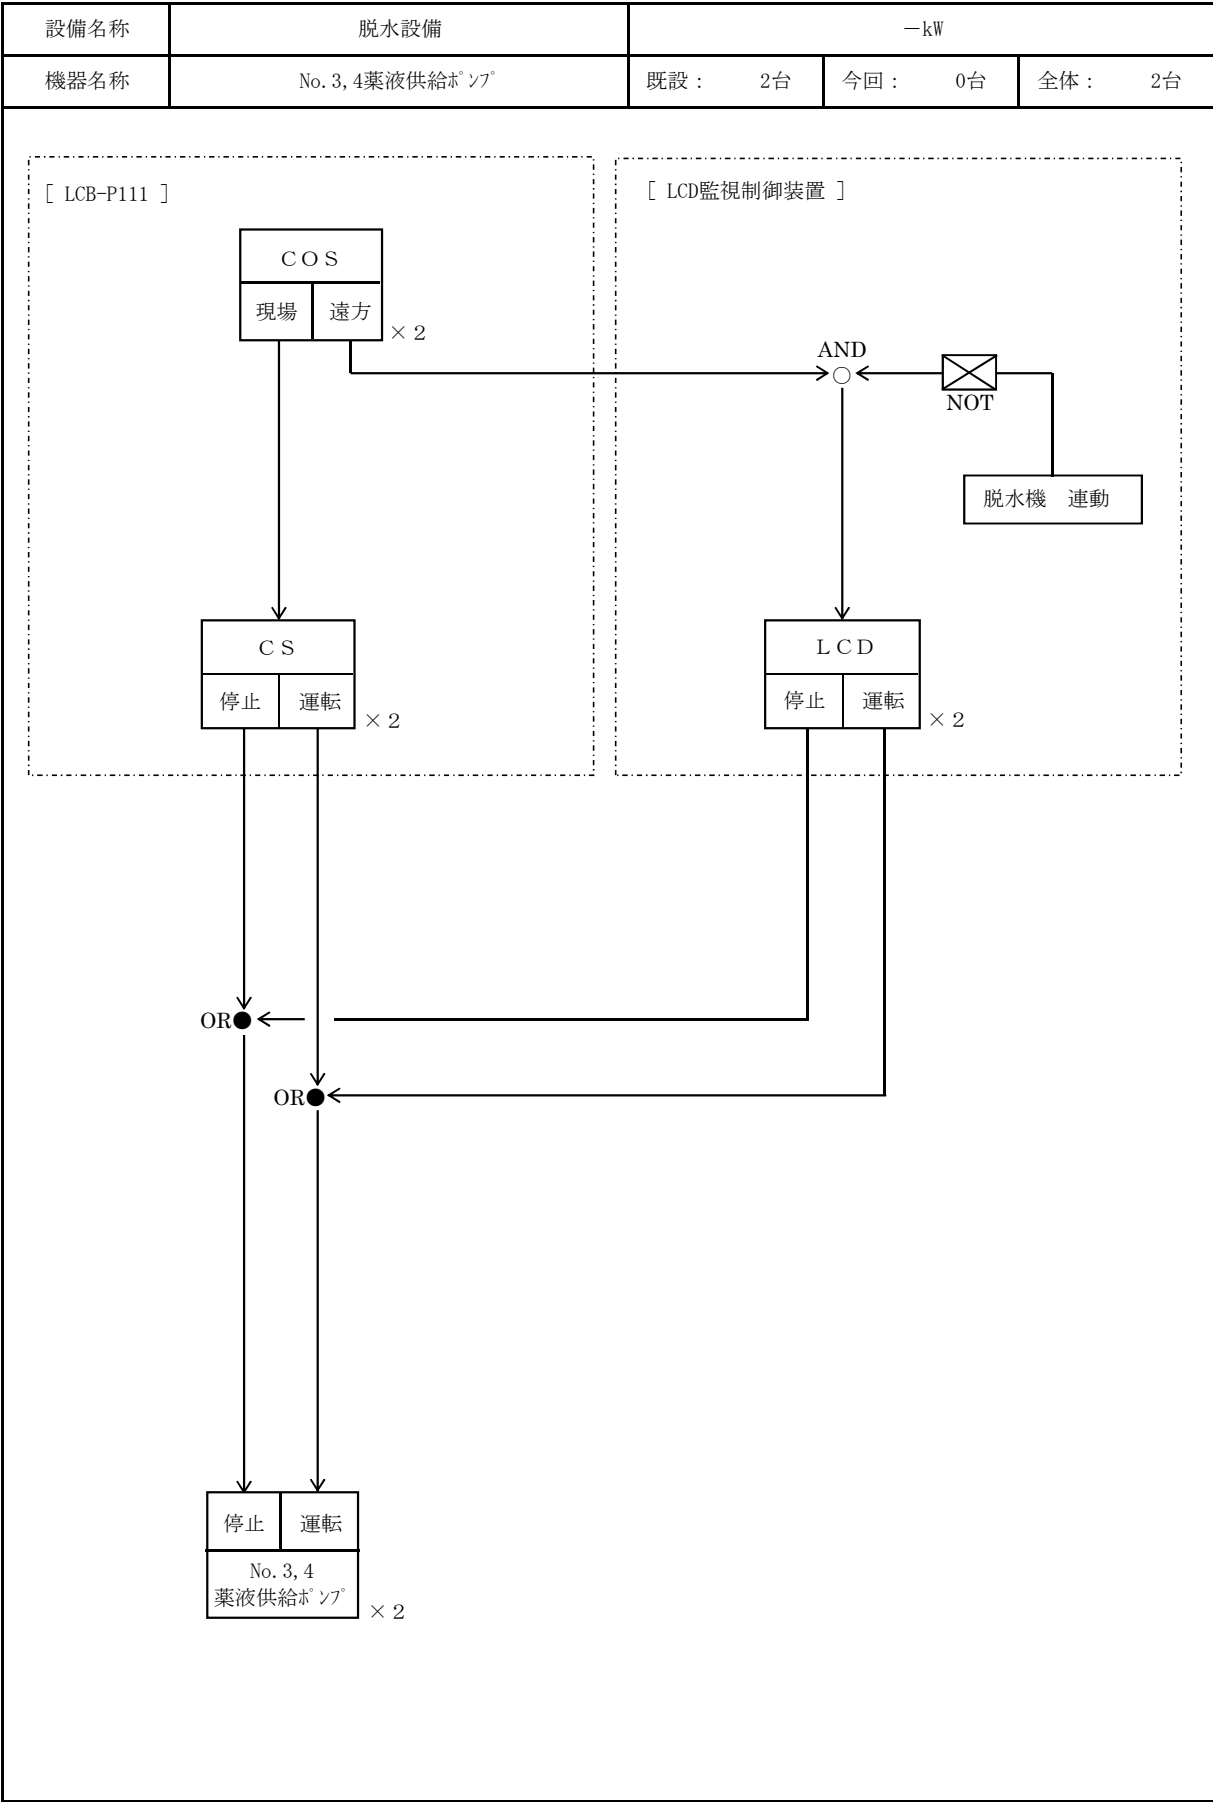 設備名称 脱水設備 －kW
機器名称 No.3,4薬液供給ﾎﾟﾝﾌﾟ 既設： 2台 今回： 0台 全体： 2台
[ LCB-P111 ]
[ LCD監視制御装置 ]
ＣＯＳ
現場 遠方
×２
AND
○
NOT
脱水機　連動
ＣＳ
停止 運転
×２
ＬＣＤ
停止 運転
×２
OR●
OR●
停止 運転
No.3,4
薬液供給ﾎﾟﾝﾌﾟ
×２